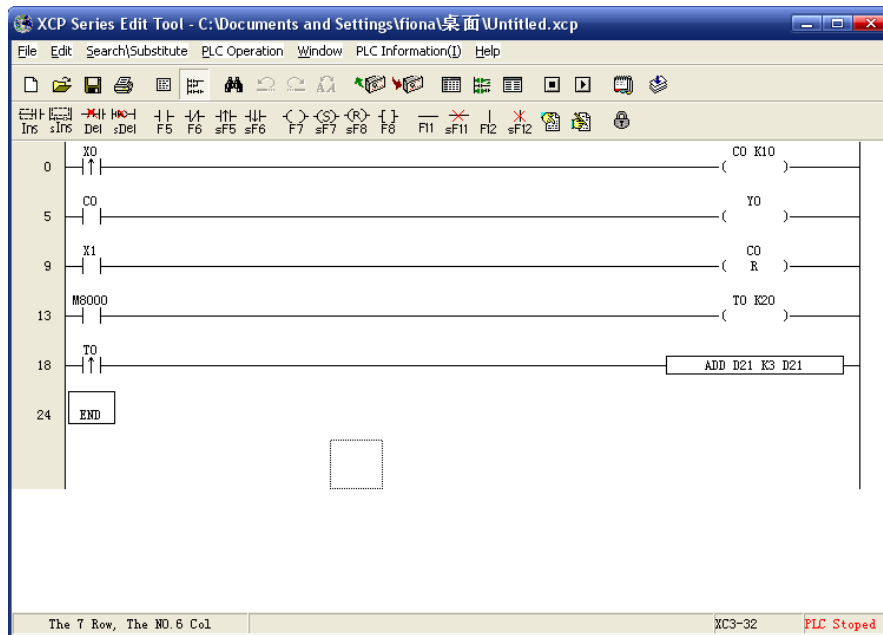 XCP Series Edit Tool - C:\Documents and Settings\fiona\桌面\Untitled.xcp
File Edit Search\Substitute PLC Operation Window PLC Information(I) Help
Ins sIns Del sDel F5 F6 sF5 sF6 F7 sF7 sF8 F8 F11 sF11 F12 sF12
X0 C0 K10
0
C0 Y0
5
X1 C0
9 R
M8000 T0 K20
13
T0
18 ADD D21 K3 D21
24 END
The 7 Row, The NO.6 Col XC3-32 PLC Stoped